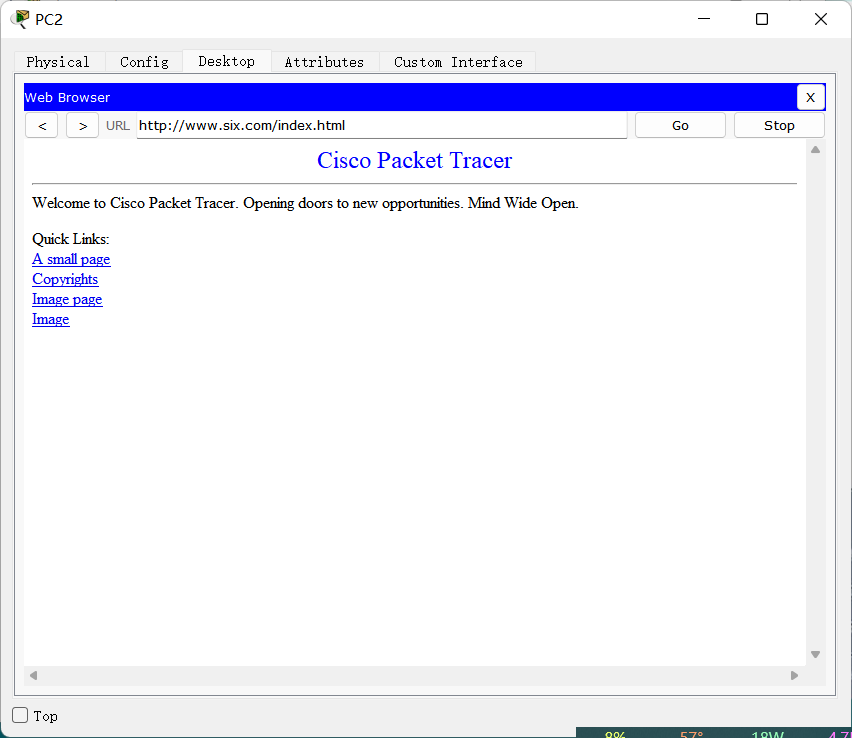 PC2
Physical Config Desktop Attributes Custom Interface
Web Browser X
< > URL http://www.six.com/index.html Go Stop
Cisco Packet Tracer
Welcome to Cisco Packet Tracer. Opening doors to new opportunities. Mind Wide Open.
Quick Links:
A small page
Copyrights
Image page
Image
Top
8% 57° 18W